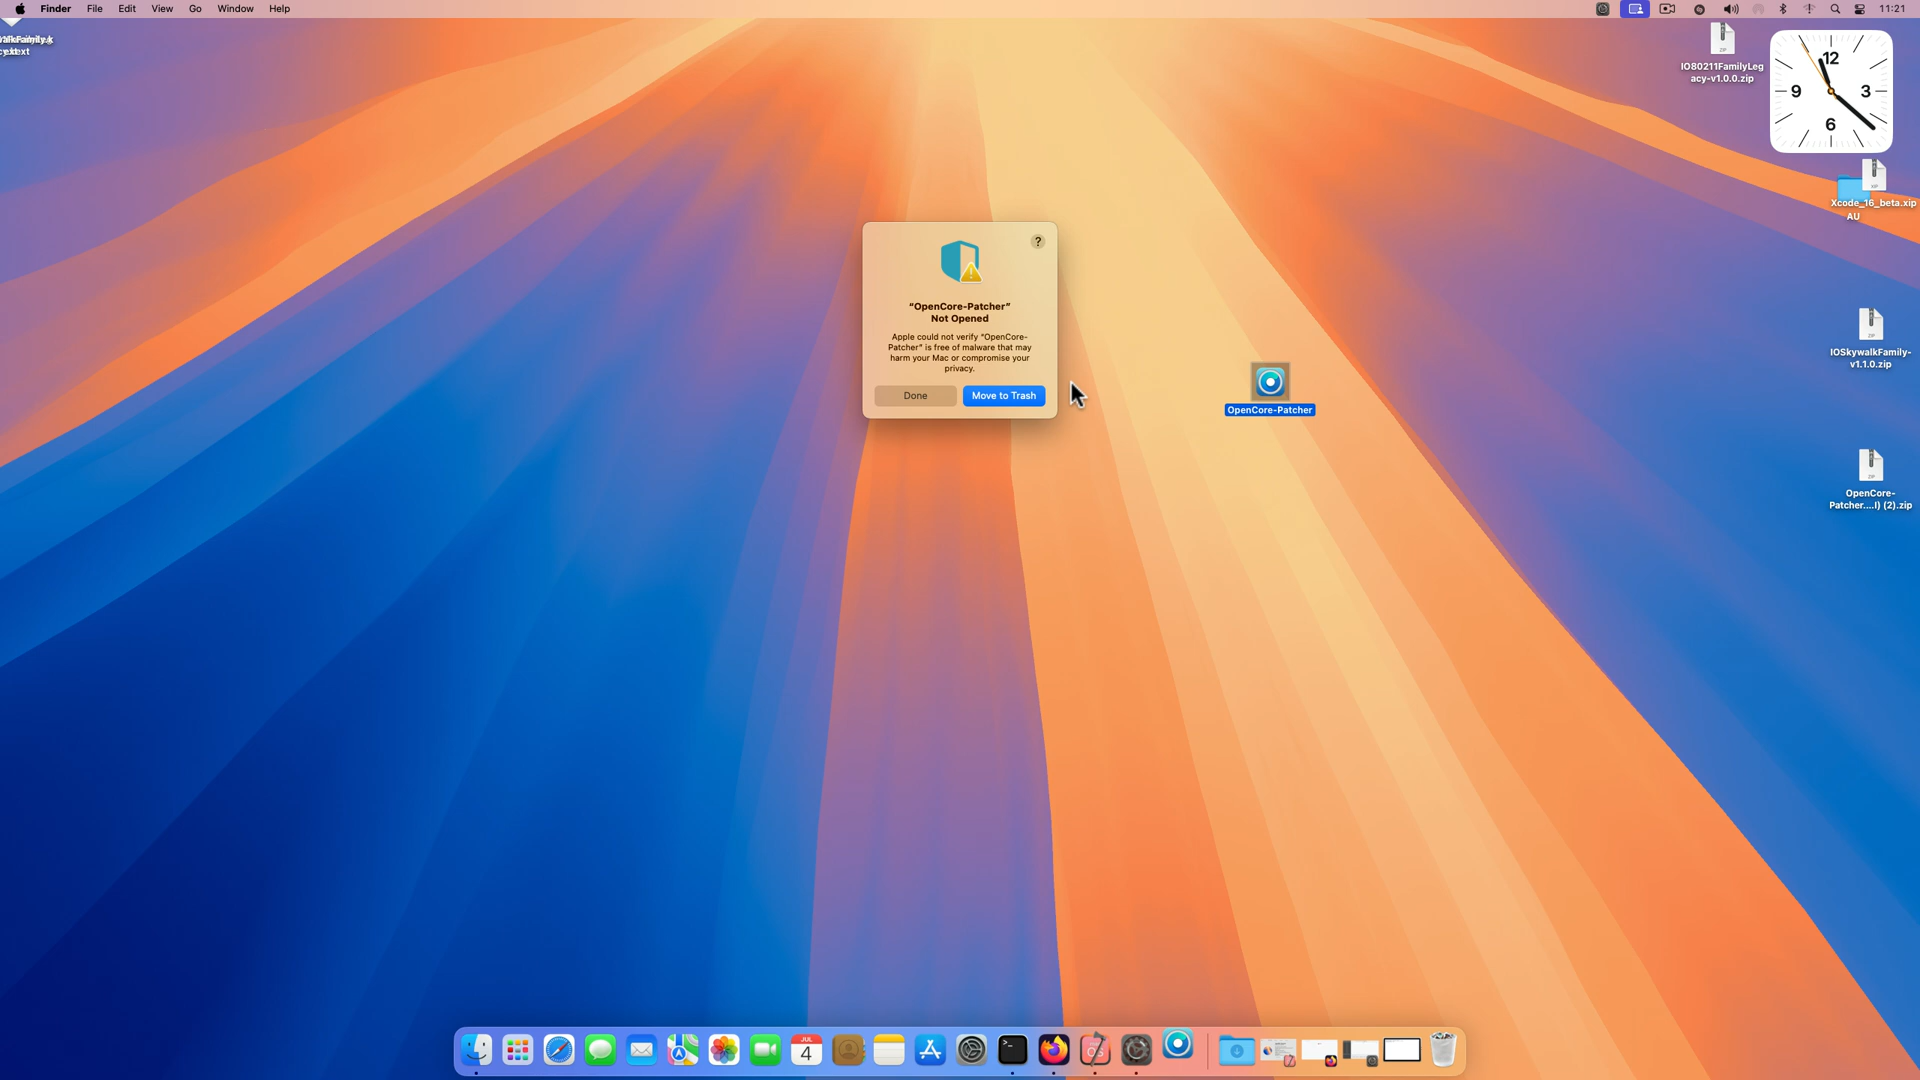 Finder File Edit View Go Window Help
11:21
IO80211FamilyLeg
acy-v1.0.0.zip
12
9 3
6
Xcode_16_beta.xip
AU
?
“OpenCore-Patcher”
Not Opened
Apple could not verify “OpenCore-
Patcher” is free of malware that may
harm your Mac or compromise your
privacy.
Done Move to Trash
OpenCore-Patcher
IOSkywalkFamily-
v1.1.0.zip
OpenCore-
Patcher....I) (2).zip
JUL
4